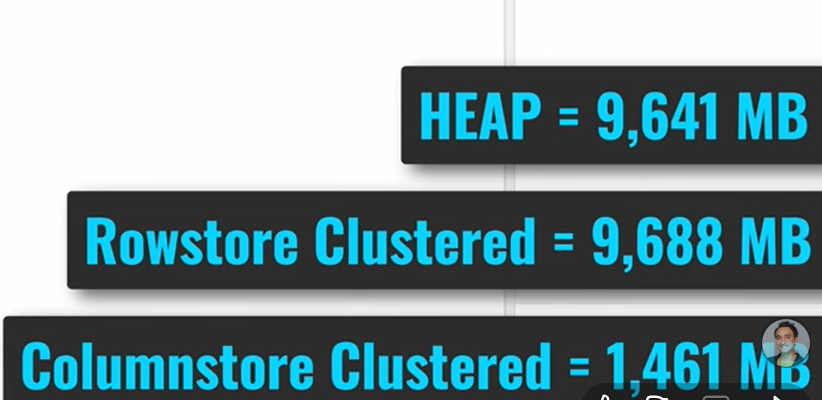 HEAP = 9,641 MB
Rowstore Clustered = 9,688 MB
Columnstore Clustered = 1,461 MB